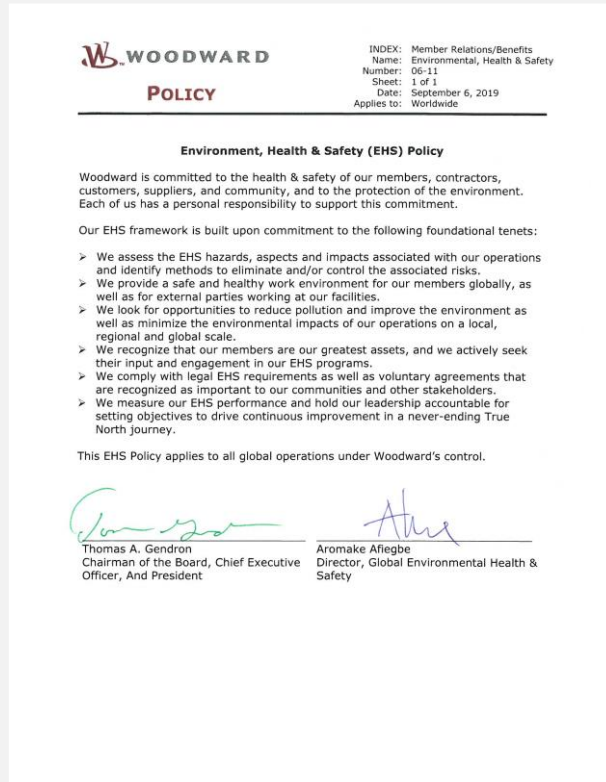 WOODWARD
POLICY
INDEX: Member Relations/Benefits
Name: Environmental, Health & Safety
Number: 06-11
Sheet: 1 of 1
Date: September 6, 2019
Applies to: Worldwide
Environment, Health & Safety (EHS) Policy
Woodward is committed to the health & safety of our members, contractors,
customers, suppliers, and community, and to the protection of the environment.
Each of us has a personal responsibility to support this commitment.
Our EHS framework is built upon commitment to the following foundational tenets:
➢ We assess the EHS hazards, aspects and impacts associated with our operations
and identify methods to eliminate and/or control the associated risks.
➢ We provide a safe and healthy work environment for our members globally, as
well as for external parties working at our facilities.
➢ We look for opportunities to reduce pollution and improve the environment as
well as minimize the environmental impacts of our operations on a local,
regional and global scale.
➢ We recognize that our members are our greatest assets, and we actively seek
their input and engagement in our EHS programs.
➢ We comply with legal EHS requirements as well as voluntary agreements that
are recognized as important to our communities and other stakeholders.
➢ We measure our EHS performance and hold our leadership accountable for
setting objectives to drive continuous improvement in a never-ending True
North journey.
This EHS Policy applies to all global operations under Woodward's control.
Thomas A. Gendron
Chairman of the Board, Chief Executive
Officer, And President
Aromake Afiegbe
Director, Global Environmental Health &
Safety